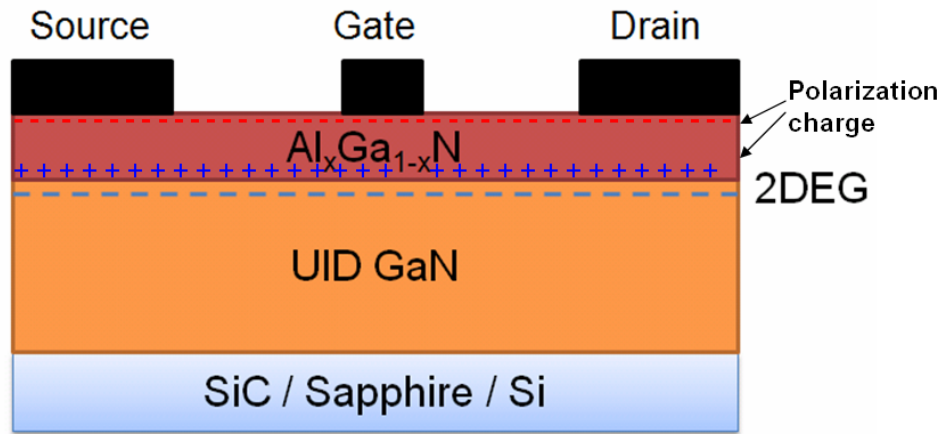 Source Gate Drain
Polarization
charge
AlₓGa₁₋ₓN
2DEG
UID GaN
SiC / Sapphire / Si